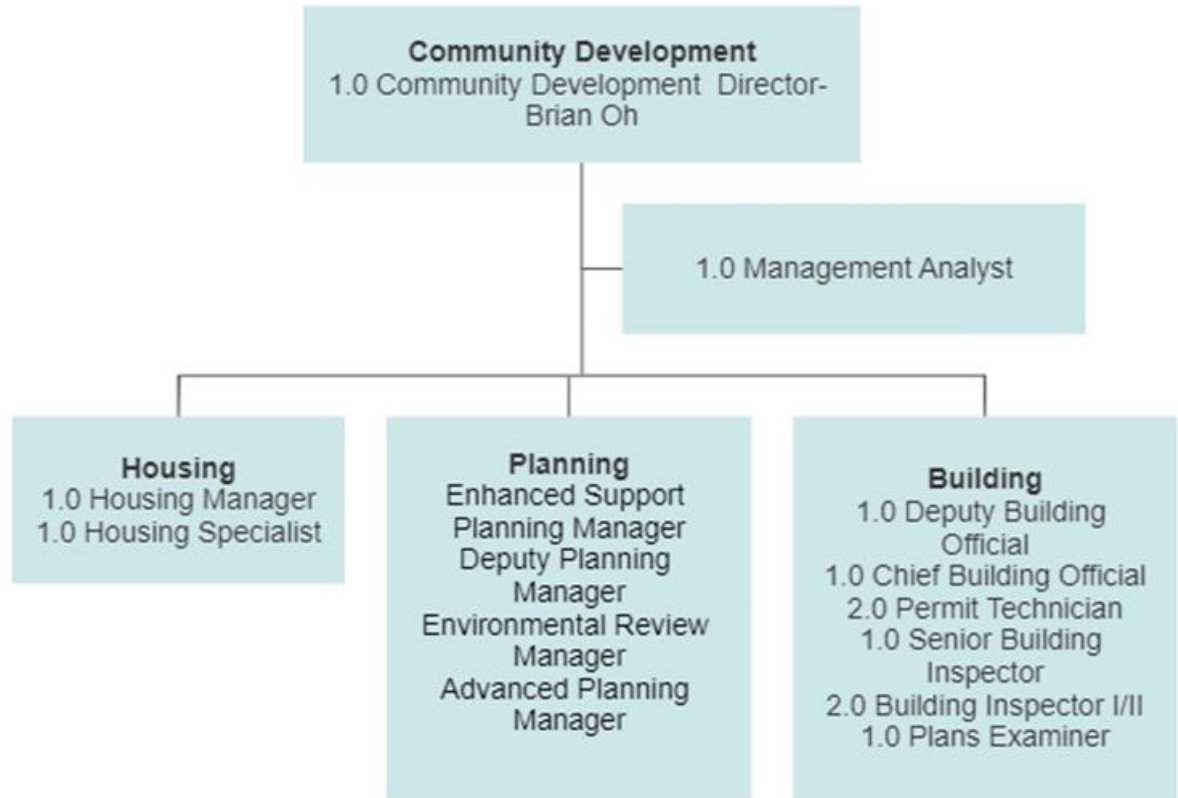 Community Development
1.0 Community Development Director-
Brian Oh
1.0 Management Analyst
Housing
1.0 Housing Manager
1.0 Housing Specialist
Planning
Enhanced Support
Planning Manager
Deputy Planning
Manager
Environmental Review
Manager
Advanced Planning
Manager
Building
1.0 Deputy Building
Official
1.0 Chief Building Official
2.0 Permit Technician
1.0 Senior Building
Inspector
2.0 Building Inspector I/II
1.0 Plans Examiner